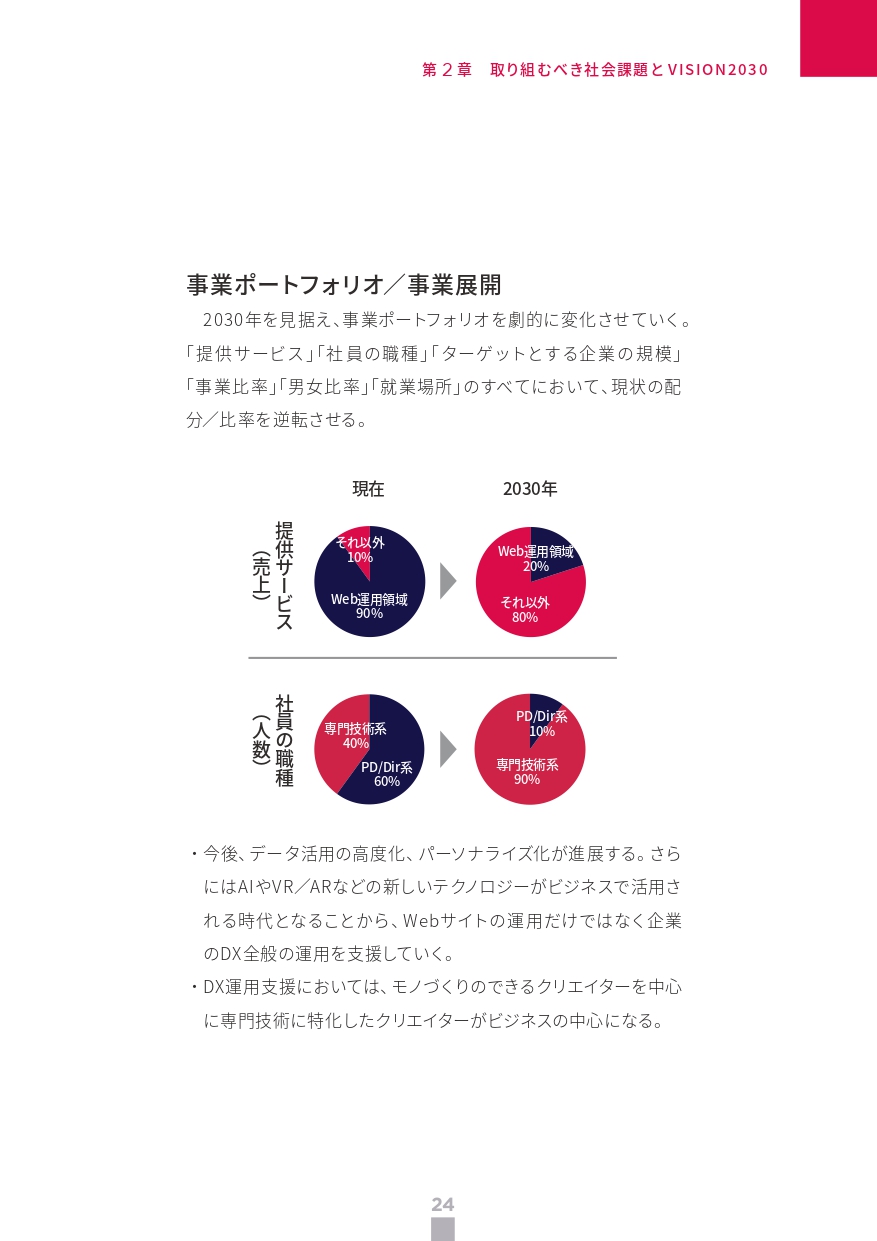 第２章　取り組むべき社会課題とVISION2030
事業ポートフォリオ／事業展開
　2030年を見据え、事業ポートフォリオを劇的に変化させていく。
「提供サービス」「社員の職種」「ターゲットとする企業の規模」
「事業比率」「男女比率」「就業場所」のすべてにおいて、現状の配
分／比率を逆転させる。
現在
2030年
提供サービス
（売上）
それ以外
10%
Web運用領域
90%
Web運用領域
20%
それ以外
80%
社員の職種
（人数）
専門技術系
40%
PD/Dir系
60%
PD/Dir系
10%
専門技術系
90%
・今後、データ活用の高度化、パーソナライズ化が進展する。さら
にはAIやVR／ARなどの新しいテクノロジーがビジネスで活用さ
れる時代となることから、Webサイトの運用だけではなく企業
のDX全般の運用を支援していく。
・DX運用支援においては、モノづくりのできるクリエイターを中心
に専門技術に特化したクリエイターがビジネスの中心になる。
24